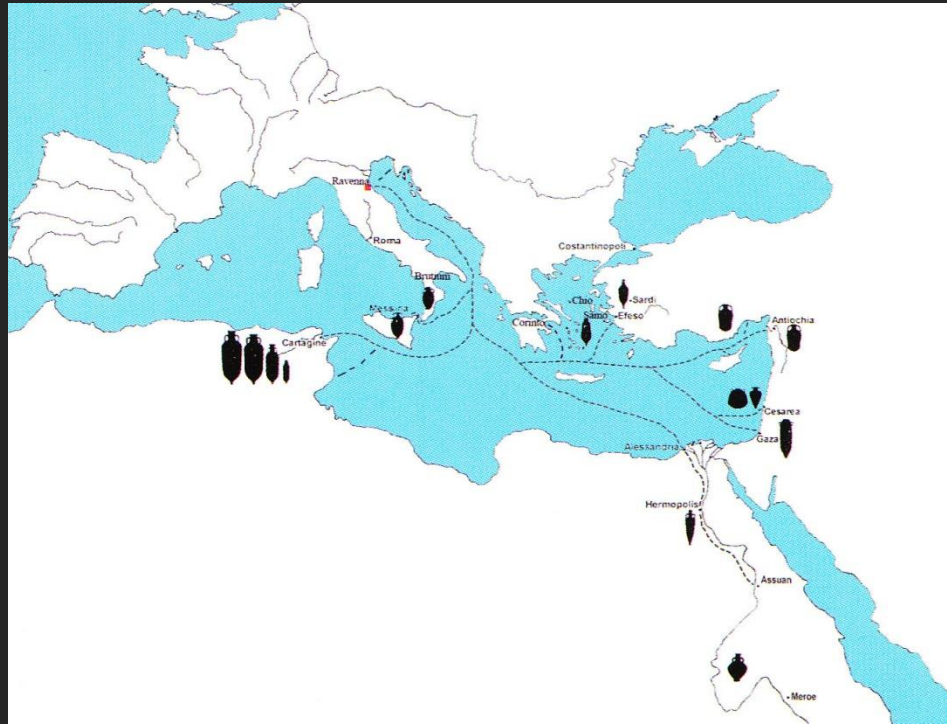 Ravenna
Roma
Costantinopoli
Bruttium
Chio
Sardi
Messina
Corinto
Samo
Efeso
Antiochia
Cartagine
Cesarea
Gaza
Alessandria
Hermopolis
Assuan
Meroe